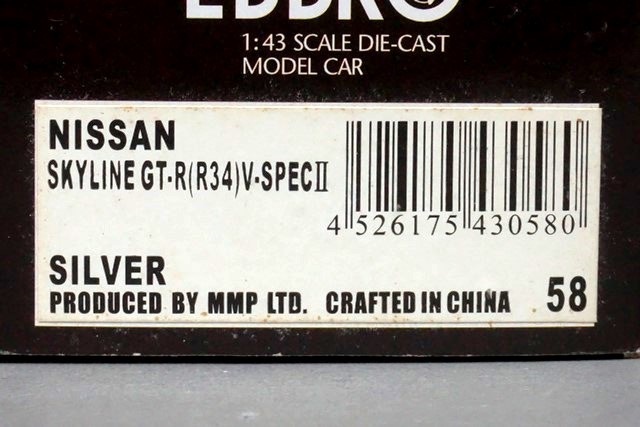 EBBRO
1:43 SCALE DIE-CAST
MODEL CAR
NISSAN
SKYLINE GT-R(R34)V-SPECⅡ
4 526175 430580
SILVER
PRODUCED BY MMP LTD. CRAFTED IN CHINA 58